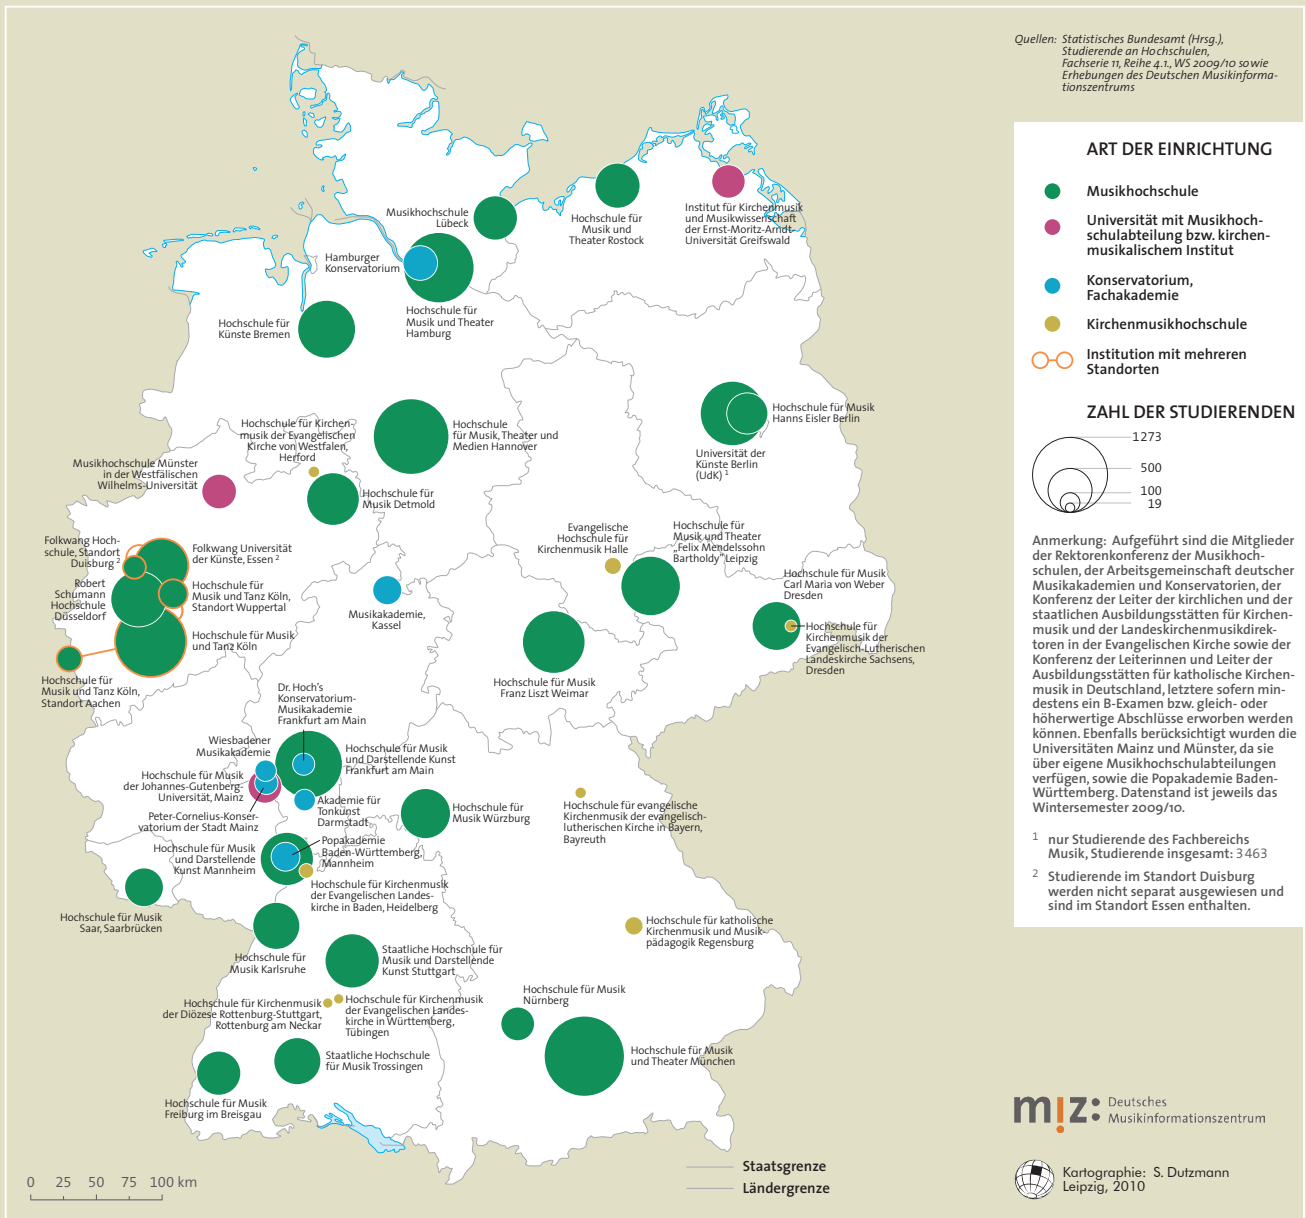 Quellen: Statistisches Bundesamt (Hrsg.),
Studierende an Hochschulen,
Fachserie 11, Reihe 4.1., WS 2009/10 sowie
Erhebungen des Deutschen Musikinforma-
tionszentrums
ART DER EINRICHTUNG
Musikhochschule
Universität mit Musikhoch-
schulabteilung bzw. kirchen-
musikalischem Institut
Konservatorium,
Fachakademie
Kirchenmusikhochschule
Institution mit mehreren
Standorten
ZAHL DER STUDIERENDEN
1273
500
100
19
Anmerkung: Aufgeführt sind die Mitglieder
der Rektorenkonferenz der Musikhoch-
schulen, der Arbeitsgemeinschaft deutscher
Musikakademien und Konservatorien, der
Konferenz der Leiter der kirchlichen und der
staatlichen Ausbildungsstätten für Kirchen-
musik und der Landeskirchenmusikdirek-
toren in der Evangelischen Kirche sowie der
Konferenz der Leiterinnen und Leiter der
Ausbildungsstätten für katholische Kirchen-
musik in Deutschland, letztere sofern min-
destens ein B-Examen bzw. gleich- oder
höherwertige Abschlüsse erworben werden
können. Ebenfalls berücksichtigt wurden die
Universitäten Mainz und Münster, da sie
über eigene Musikhochschulabteilungen
verfügen, sowie die Popakademie Baden-
Württemberg. Datenstand ist jeweils das
Wintersemester 2009/10.
1 nur Studierende des Fachbereichs
Musik, Studierende insgesamt: 3463
2 Studierende im Standort Duisburg
werden nicht separat ausgewiesen und
sind im Standort Essen enthalten.
Musikhochschule
Lübeck
Hochschule für
Musik und
Theater Rostock
Institut für Kirchenmusik
und Musikwissenschaft
der Ernst-Moritz-Arndt-
Universität Greifswald
Hamburger
Konservatorium
Hochschule für
Musik und Theater
Hamburg
Hochschule für
Künste Bremen
Hochschule für Kirchen-
musik der Evangelischen
Kirche von Westfalen,
Herford
Hochschule
für Musik, Theater und
Medien Hannover
Hochschule für Musik
Hanns Eisler Berlin
Universität der
Künste Berlin
(UdK) 1
Musikhochschule Münster
in der Westfälischen
Wilhelms-Universität
Hochschule für
Musik Detmold
Folkwang Hoch-
schule, Standort
Duisburg 2
Folkwang Universität
der Künste, Essen 2
Robert
Schumann
Hochschule
Düsseldorf
Hochschule für
Musik und Tanz Köln,
Standort Wuppertal
Hochschule für Musik
und Tanz Köln
Hochschule für
Musik und Tanz Köln,
Standort Aachen
Musikakademie,
Kassel
Evangelische
Hochschule für
Kirchenmusik Halle
Hochschule für
Musik und Theater
„Felix Mendelssohn
Bartholdy" Leipzig
Hochschule für Musik
Carl Maria von Weber
Dresden
Hochschule für
Kirchenmusik der
Evangelisch-Lutherischen
Landeskirche Sachsens,
Dresden
Hochschule für Musik
Franz Liszt Weimar
Dr. Hoch's
Konservatorium-
Musikakademie
Frankfurt am Main
Wiesbadener
Musikakademie
Hochschule für Musik
und Darstellende Kunst
Frankfurt am Main
Hochschule für Musik
der Johannes-Gutenberg-
Universität, Mainz
Peter-Cornelius-Konser-
vatorium der Stadt Mainz
Akademie für
Tonkunst
Darmstadt
Hochschule für
Musik Würzburg
Hochschule für evangelische
Kirchenmusik der evangelisch-
lutherischen Kirche in Bayern,
Bayreuth
Hochschule für Musik
und Darstellende
Kunst Mannheim
Popakademie
Baden-Württemberg,
Mannheim
Hochschule für Kirchenmusik
der Evangelischen Landes-
kirche in Baden, Heidelberg
Hochschule für Musik
Saar, Saarbrücken
Hochschule für
Musik Karlsruhe
Staatliche Hochschule für
Musik und Darstellende
Kunst Stuttgart
Hochschule für katholische
Kirchenmusik und Musik-
pädagogik Regensburg
Hochschule für Kirchenmusik
der Diözese Rottenburg-Stuttgart,
Rottenburg am Neckar
Hochschule für Kirchenmusik
der Evangelischen Landes-
kirche in Württemberg,
Tübingen
Hochschule für Musik
Nürnberg
Staatliche Hochschule
für Musik Trossingen
Hochschule für Musik
und Theater München
Hochschule für Musik
Freiburg im Breisgau
0 25 50 75 100 km
Staatsgrenze
Ländergrenze
m!z: Deutsches
Musikinformationszentrum
Kartographie: S. Dutzmann
Leipzig, 2010